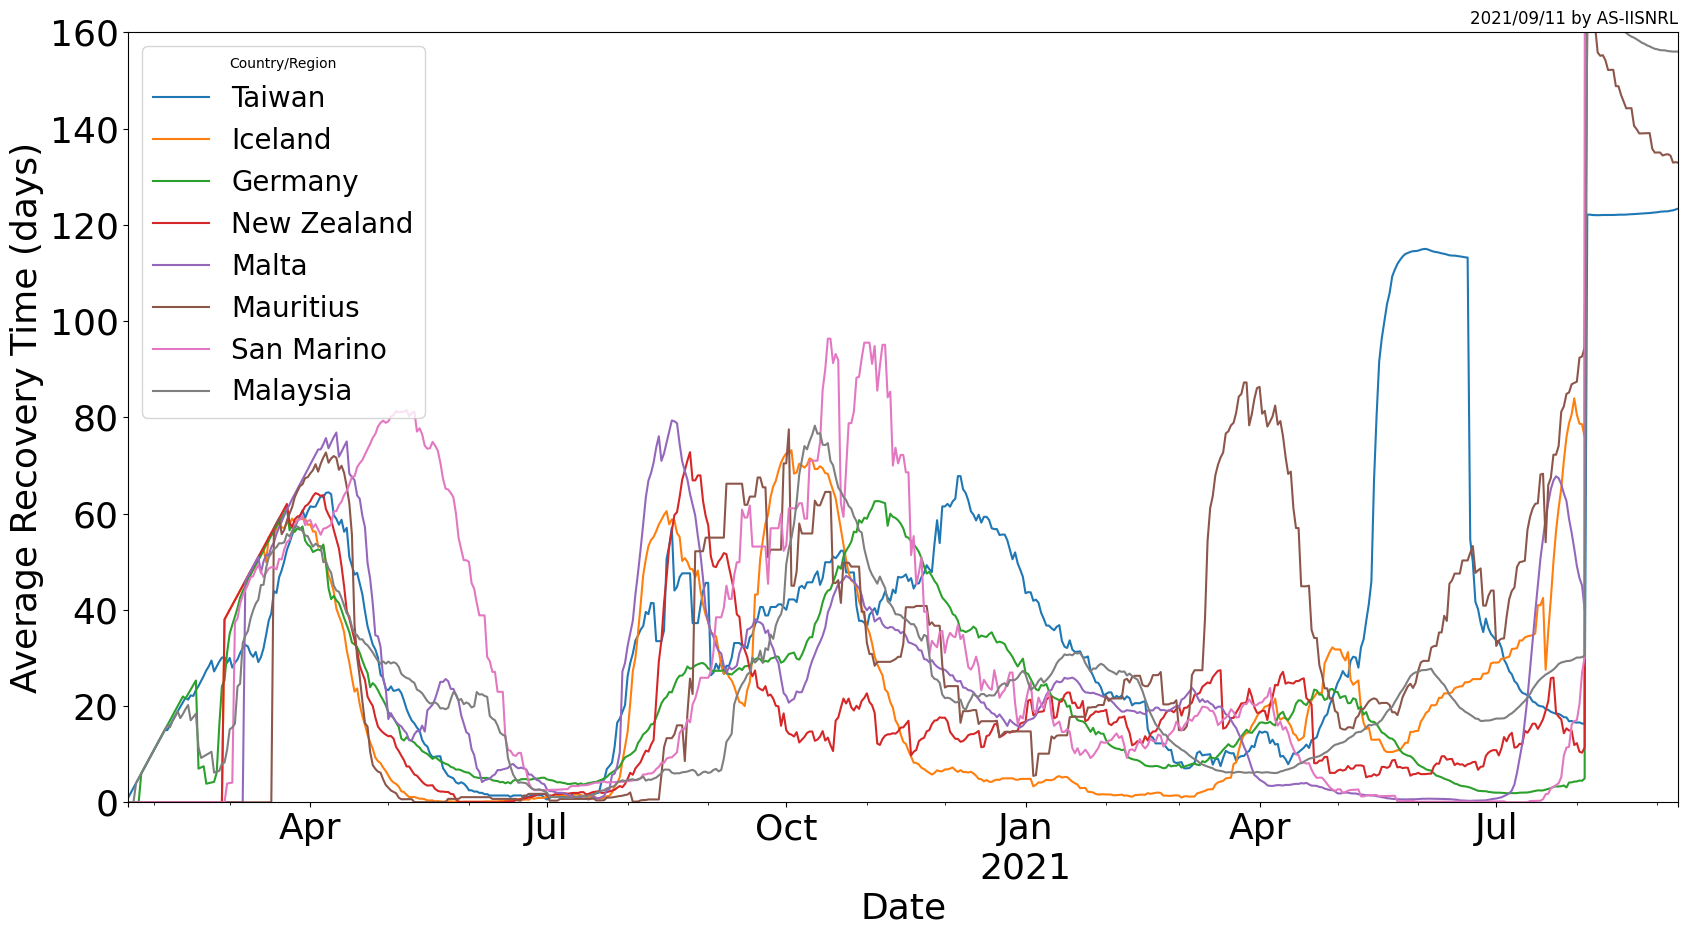 2021/09/11 by AS-IISNRL
160
140
120
100
80
60
40
20
0
Average Recovery Time (days)
Country/Region
Taiwan
Iceland
Germany
New Zealand
Malta
Mauritius
San Marino
Malaysia
Apr Jul Oct Jan Apr Jul
2021
Date